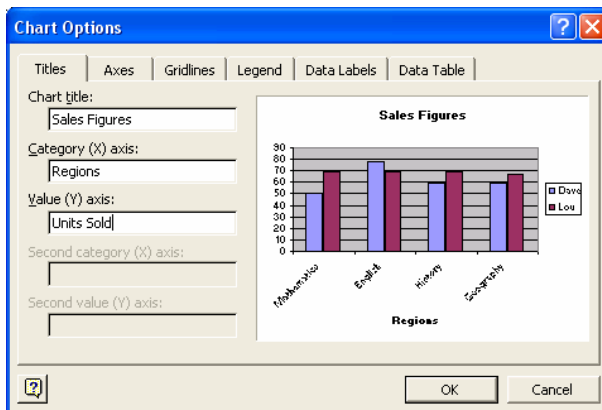 Chart Options
Titles Axes Gridlines Legend Data Labels Data Table
Chart title:
Sales Figures
Category (X) axis:
Regions
Value (Y) axis:
Units Sold
Second category (X) axis:
Second value (Y) axis:
Sales Figures
90
80
70
60
50
40
30
20
10
0
Mathematics
English
History
Geography
Regions
Dave
Lou
OK Cancel